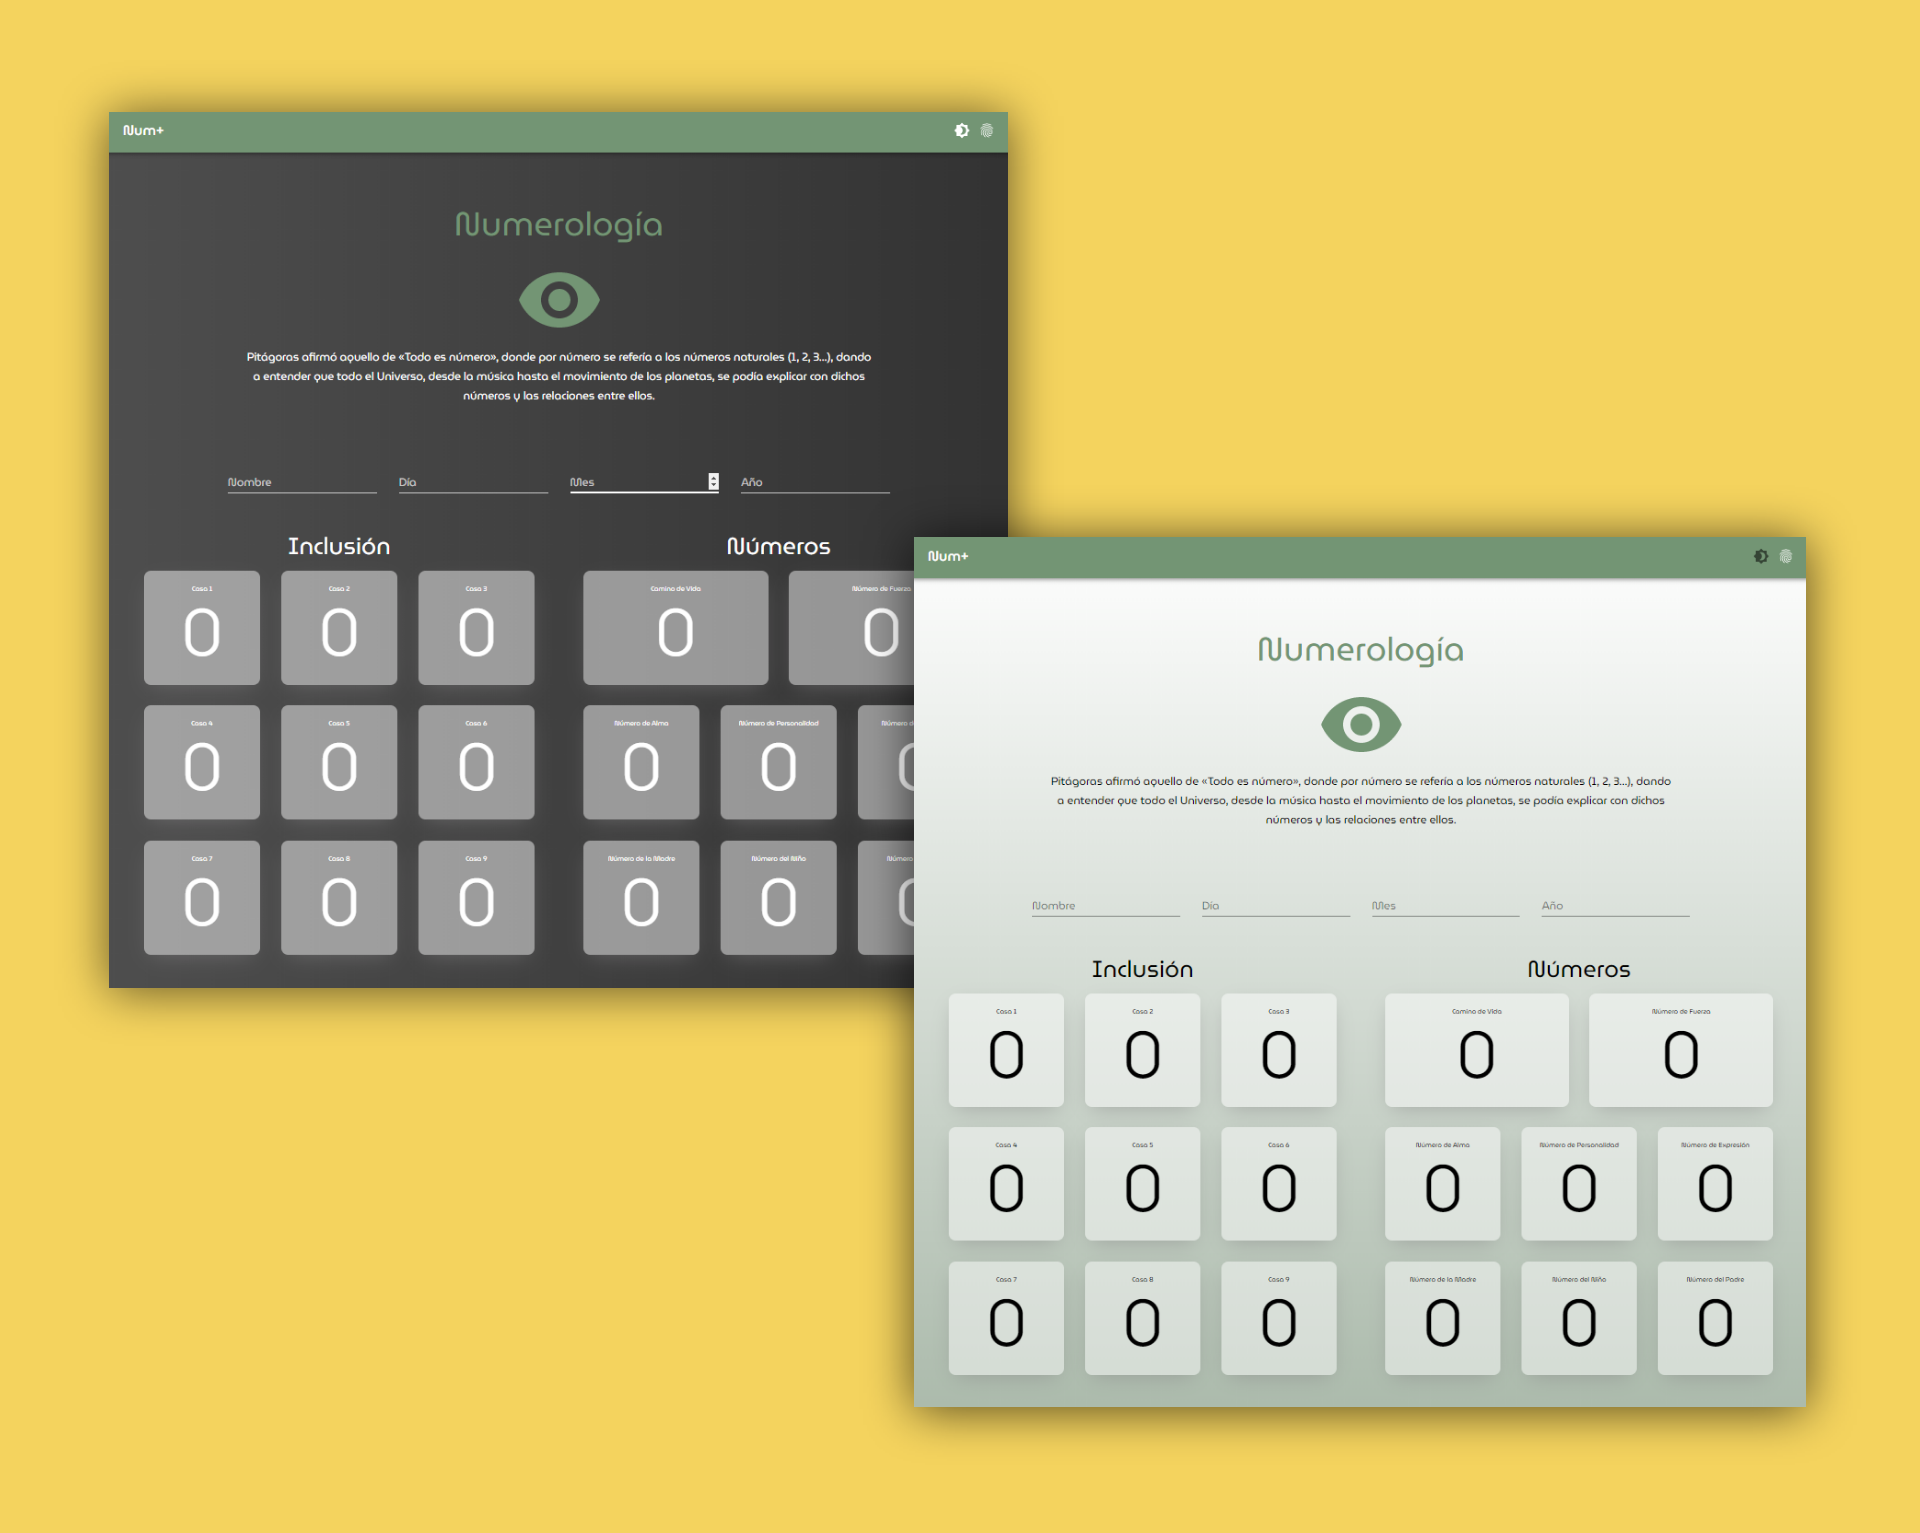 Num+
Numerología
Pitágoras afirmó aquello de «Todo es número», donde por número se refería a los números naturales (1, 2, 3...), dando
a entender que todo el Universo, desde la música hasta el movimiento de los planetas, se podía explicar con dichos
números y las relaciones entre ellos.
Nombre Día Mes Año
Inclusión
Casa 1 Casa 2 Casa 3
0 0 0
Casa 4 Casa 5 Casa 6
0 0 0
Casa 7 Casa 8 Casa 9
0 0 0
Números
Camino de Vida Número de Fuerza
0 0
Número de Alma Número de Personalidad Número d
0 0 0
Número de la Madre Número del Niño Número
0 0 0
Num+
Numerología
Pitágoras afirmó aquello de «Todo es número», donde por número se refería a los números naturales (1, 2, 3...), dando
a entender que todo el Universo, desde la música hasta el movimiento de los planetas, se podía explicar con dichos
números y las relaciones entre ellos.
Nombre Día Mes Año
Inclusión
Casa 1 Casa 2 Casa 3
0 0 0
Casa 4 Casa 5 Casa 6
0 0 0
Casa 7 Casa 8 Casa 9
0 0 0
Números
Camino de Vida Número de Fuerza
0 0
Número de Alma Número de Personalidad Número de Expresión
0 0 0
Número de la Madre Número del Niño Número del Padre
0 0 0